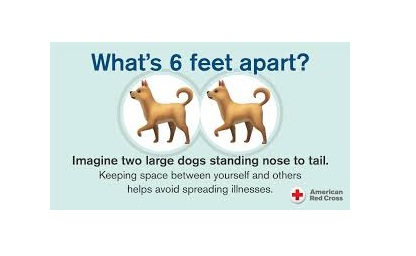 What's 6 feet apart?
Imagine two large dogs standing nose to tail.
Keeping space between yourself and others
helps avoid spreading illnesses.
American
Red Cross